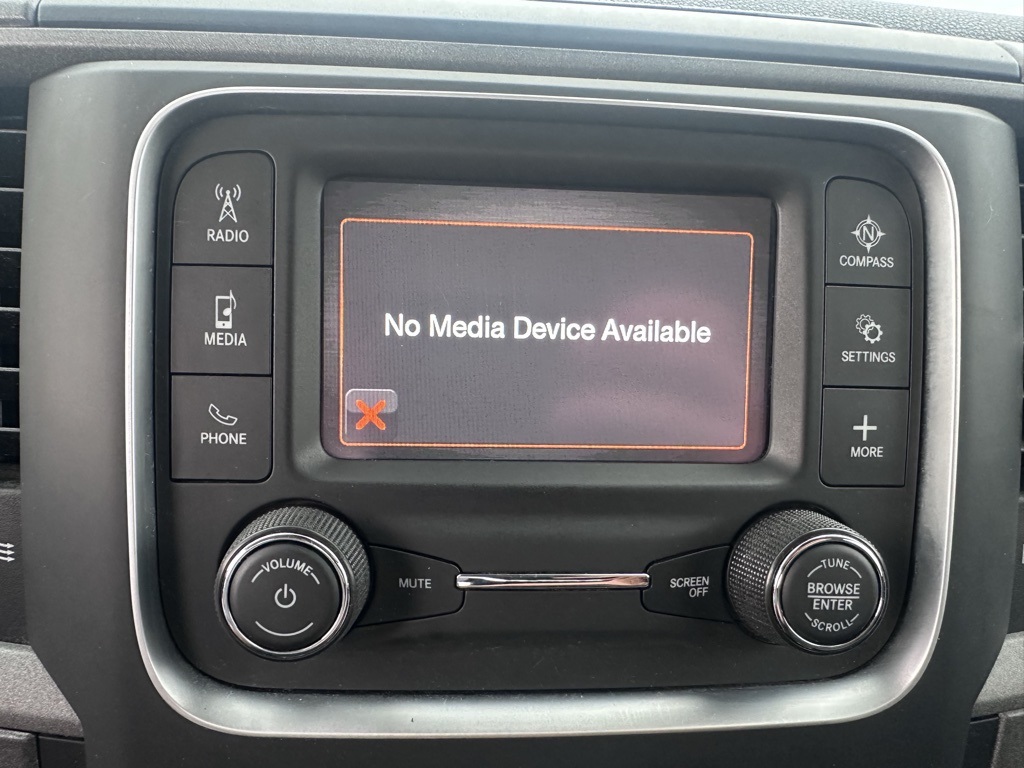 RADIO
MEDIA
PHONE
No Media Device Available
N
COMPASS
SETTINGS
MORE
VOLUME
MUTE
SCREEN
OFF
TUNE
BROWSE
ENTER
SCROLL